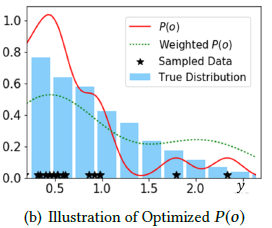 1.0
0.8
0.6
0.4
0.2
0.0
P(o)
Weighted P(o)
Sampled Data
True Distribution
0.5 1.0 1.5 2.0 y
(b) Illustration of Optimized P(o)